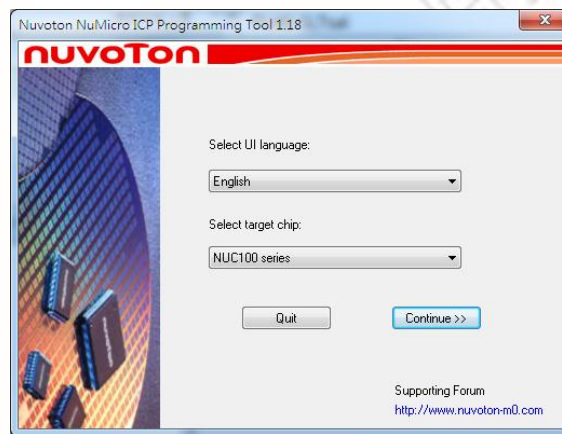 Nuvoton NuMicro ICP Programming Tool 1.18
nuvoTon
Select UI language:
English
Select target chip:
NUC100 series
Quit
Continue >>
Supporting Forum
http://www.nuvoton-m0.com
nuvoTon